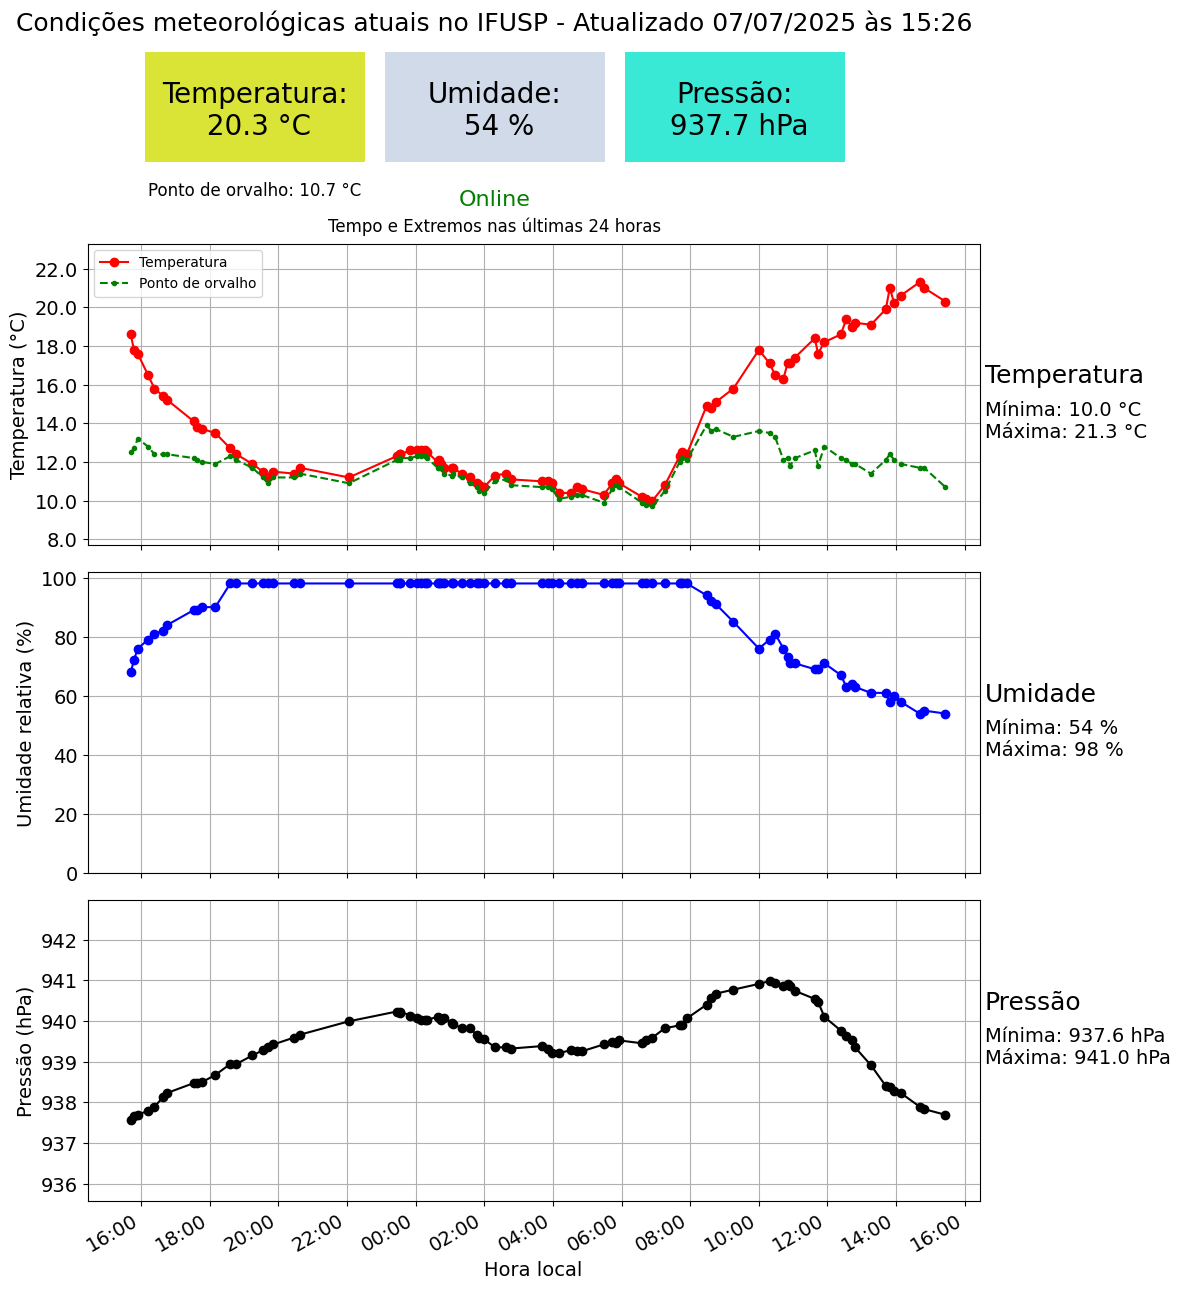 Condições meteorológicas atuais no IFUSP - Atualizado 07/07/2025 às 15:26
Temperatura:
20.3 °C
Umidade:
54 %
Pressão:
937.7 hPa
Ponto de orvalho: 10.7 °C
Online
Tempo e Extremos nas últimas 24 horas
Temperatura
Ponto de orvalho
Temperatura (°C)
22.0
20.0
18.0
16.0
14.0
12.0
10.0
8.0
Temperatura
Mínima: 10.0 °C
Máxima: 21.3 °C
Umidade relativa (%)
100
80
60
40
20
0
Umidade
Mínima: 54 %
Máxima: 98 %
Pressão (hPa)
942
941
940
939
938
937
936
Pressão
Mínima: 937.6 hPa
Máxima: 941.0 hPa
16:00 18:00 20:00 22:00 00:00 02:00 04:00 06:00 08:00 10:00 12:00 14:00 16:00
Hora local